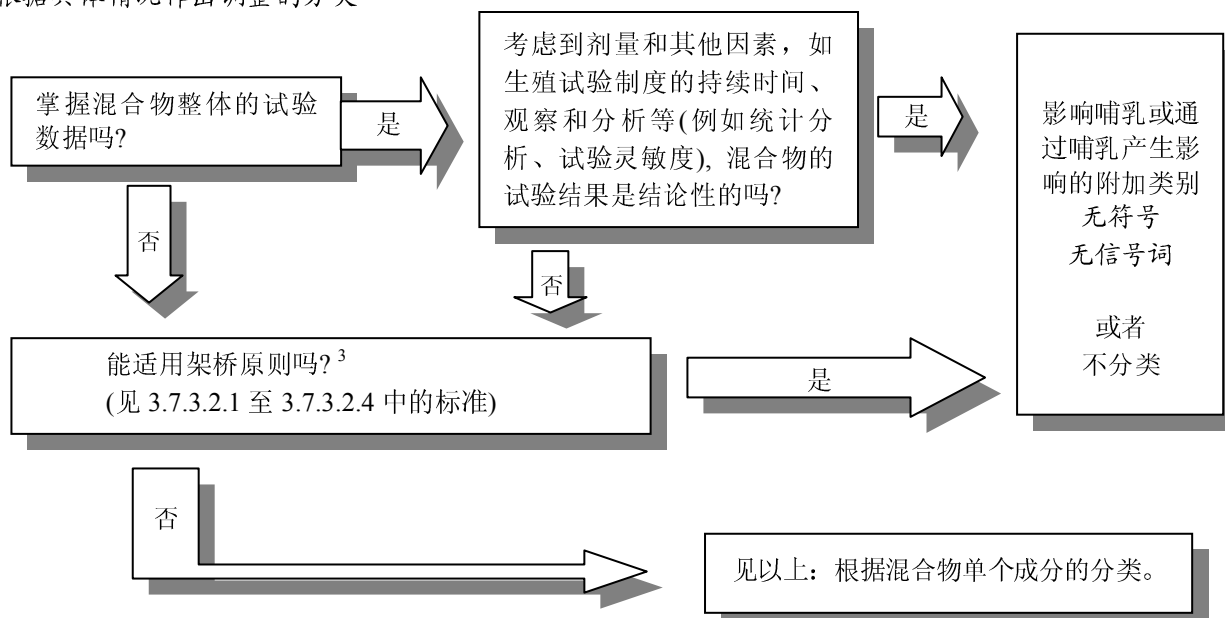 根据具体情况作出调整的分类
掌握混合物整体的试验
数据吗?
是
考虑到剂量和其他因素，如
生殖试验制度的持续时间、
观察和分析等(例如统计分
析、试验灵敏度), 混合物的
试验结果是结论性的吗?
是
影响哺乳或通
过哺乳产生影
响的附加类别
无符号
无信号词
或者
不分类
否
否
能适用架桥原则吗? 3
(见 3.7.3.2.1 至 3.7.3.2.4 中的标准)
是
否
见以上：根据混合物单个成分的分类。